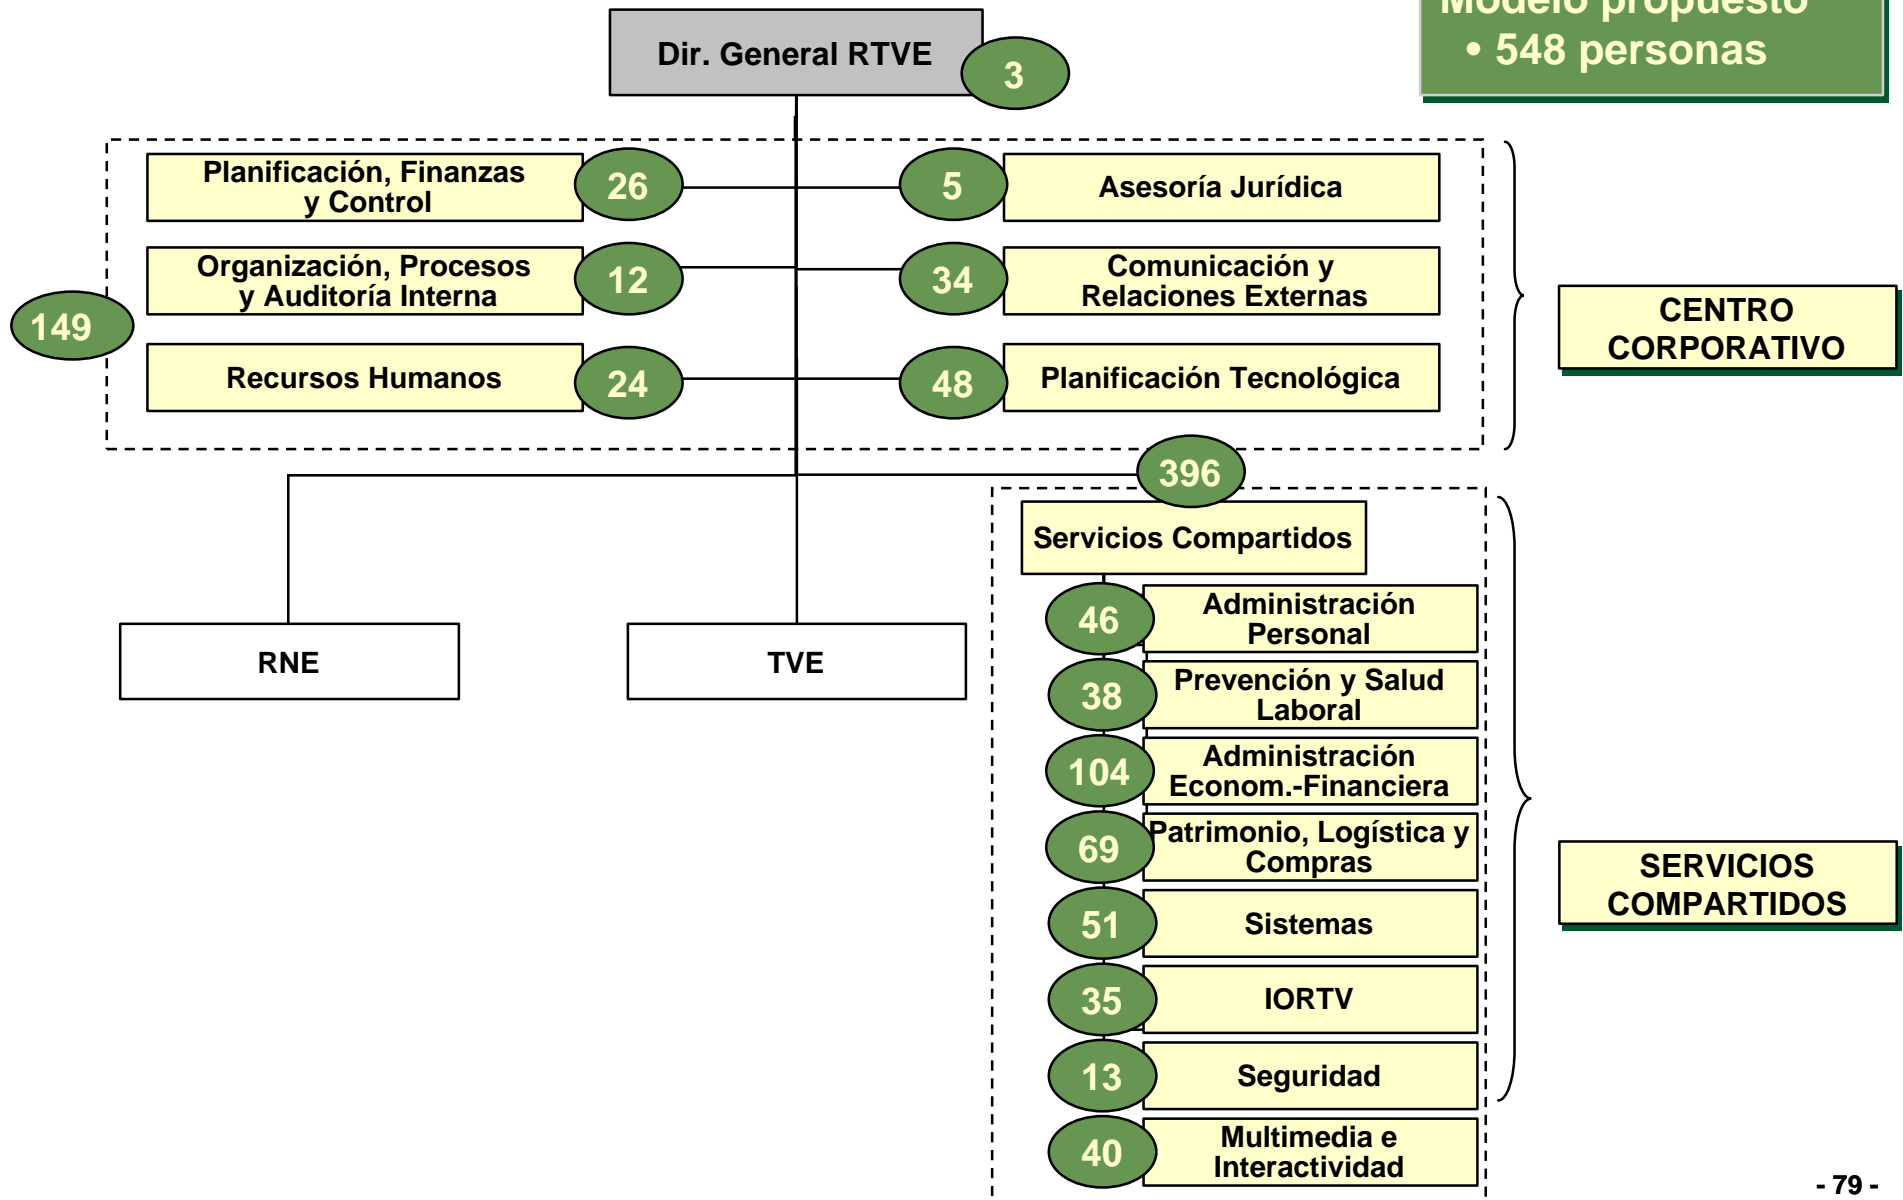 Modelo propuesto
• 548 personas
Dir. General RTVE
3
Planificación, Finanzas
y Control
26
5
Asesoría Jurídica
Organización, Procesos
y Auditoría Interna
12
34
Comunicación y
Relaciones Externas
149
Recursos Humanos
24
48
Planificación Tecnológica
CENTRO
CORPORATIVO
396
Servicios Compartidos
RNE
TVE
46
Administración
Personal
38
Prevención y Salud
Laboral
104
Administración
Econom.-Financiera
69
Patrimonio, Logística y
Compras
51
Sistemas
35
IORTV
13
Seguridad
40
Multimedia e
Interactividad
SERVICIOS
COMPARTIDOS
- 79 -